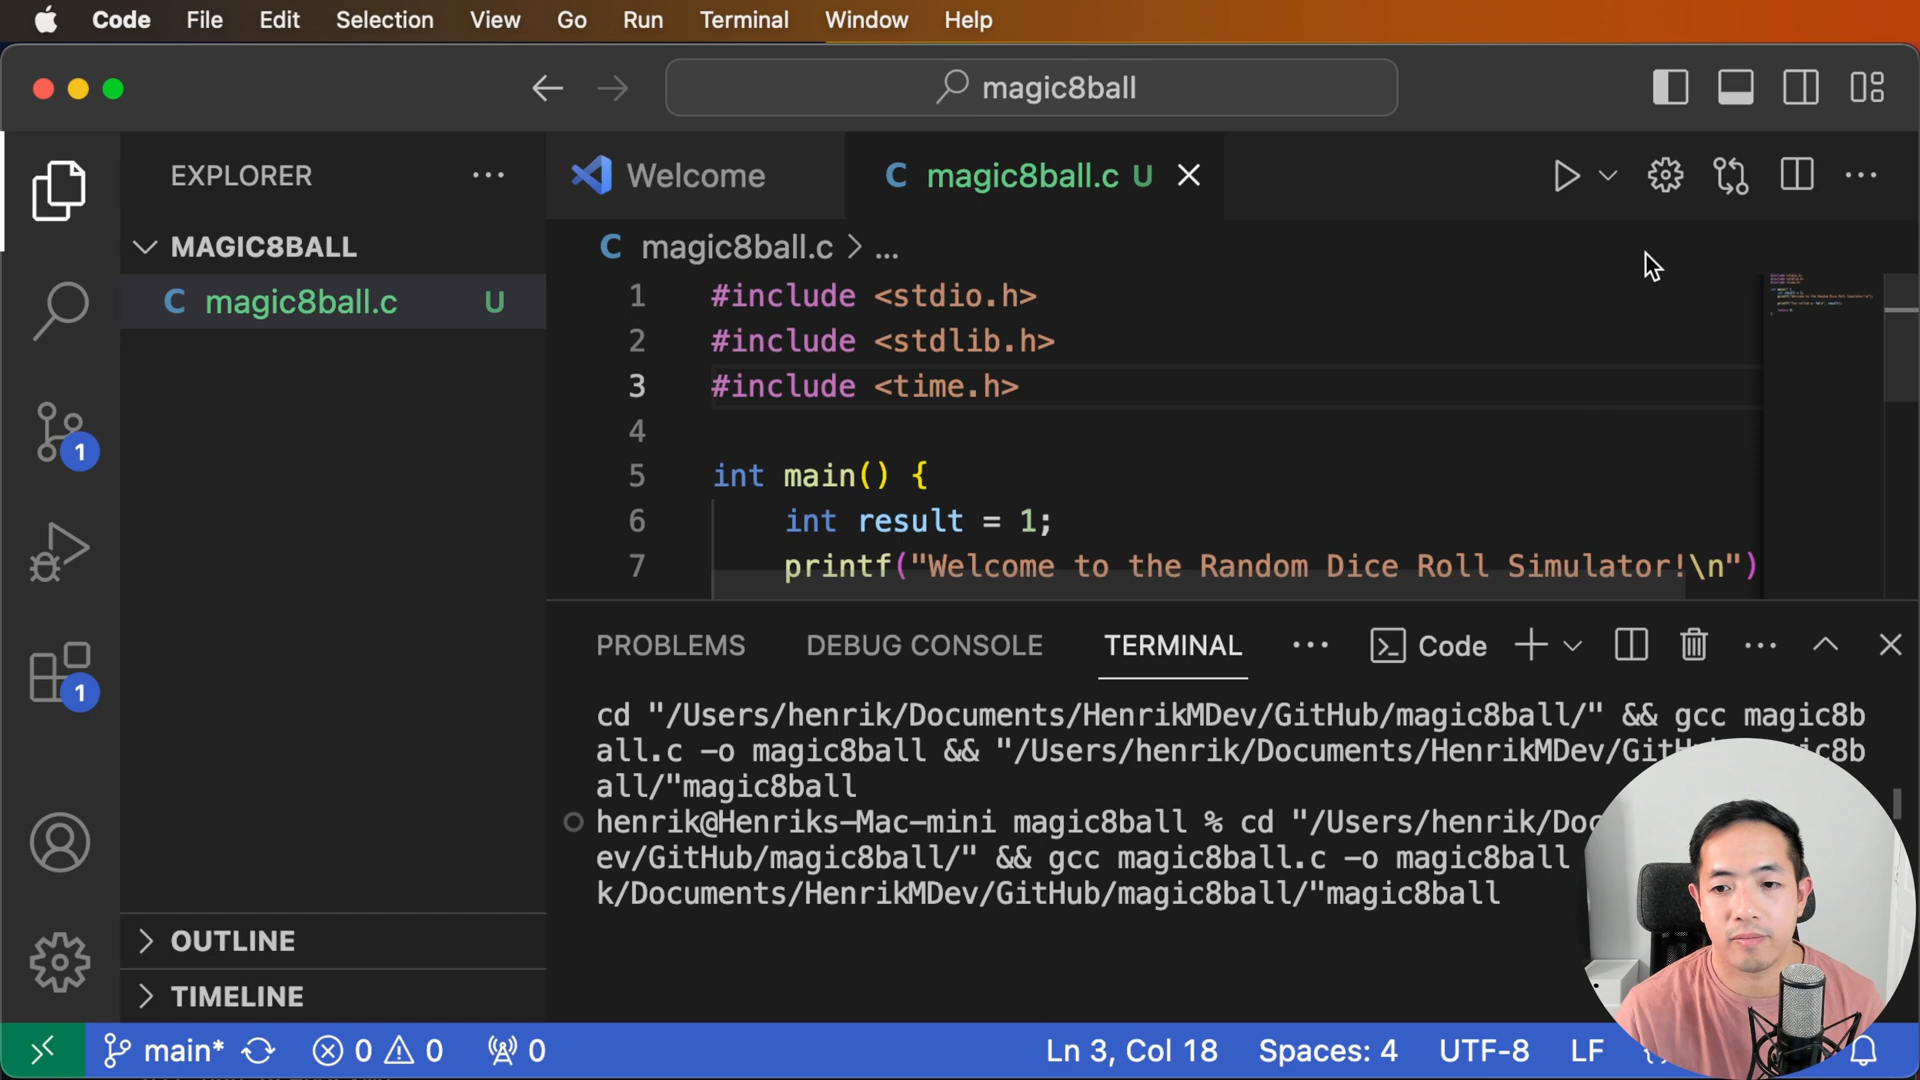 Code File Edit Selection View Go Run Terminal Window Help
magic8ball
EXPLORER
Welcome
C magic8ball.c U
MAGIC8BALL
C magic8ball.c U
C magic8ball.c > ...
1 #include <stdio.h>
2 #include <stdlib.h>
3 #include <time.h>
4
5 int main() {
6 int result = 1;
7 printf("Welcome to the Random Dice Roll Simulator!\n")
1
1
PROBLEMS DEBUG CONSOLE TERMINAL Code
cd "/Users/henrik/Documents/HenrikMDev/GitHub/magic8ball/" && gcc magic8b
all.c -o magic8ball && "/Users/henrik/Documents/HenrikMDev/GitHub/magic8b
all/"magic8ball
henrik@Henriks-Mac-mini magic8ball % cd "/Users/henrik/Doc
ev/GitHub/magic8ball/" && gcc magic8ball.c -o magic8ball
k/Documents/HenrikMDev/GitHub/magic8ball/"magic8ball
OUTLINE
TIMELINE
main* 0 0 0 Ln 3, Col 18 Spaces: 4 UTF-8 LF